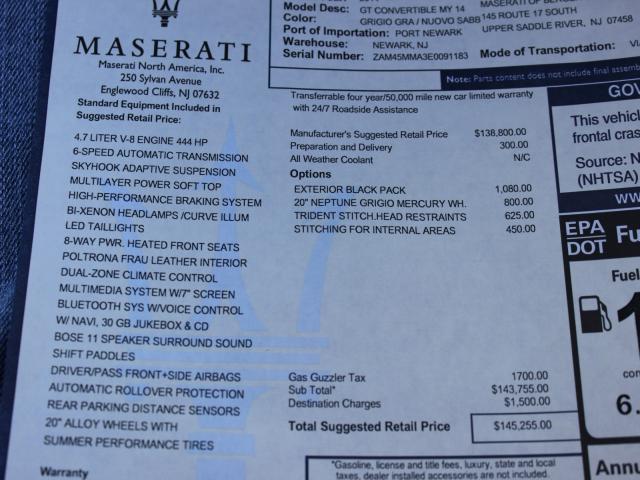 MASERATI
Maserati North America, Inc.
250 Sylvan Avenue
Englewood Cliffs, NJ 07632
Model Desc: GT CONVERTIBLE MY 14
Color: GRIGIO GRA / NUOVO SABB
Port of Importation: PORT NEWARK
Warehouse: NEWARK, NJ
Serial Number: ZAM45MMA3E0091183
MASERATI OF
145 ROUTE 17 SOUTH
UPPER SADDLE RIVER, NJ 07458
Mode of Transportation:
Note: Parts content does not include final
Standard Equipment Included in
Suggested Retail Price:
4.7 LITER V-8 ENGINE 444 HP
6-SPEED AUTOMATIC TRANSMISSION
SKYHOOK ADAPTIVE SUSPENSION
MULTILAYER POWER SOFT TOP
HIGH-PERFORMANCE BRAKING SYSTEM
BI-XENON HEADLAMPS /CURVE ILLUM
LED TAILLIGHTS
8-WAY PWR. HEATED FRONT SEATS
POLTRONA FRAU LEATHER INTERIOR
DUAL-ZONE CLIMATE CONTROL
MULTIMEDIA SYSTEM W/7" SCREEN
BLUETOOTH SYS W/VOICE CONTROL
W/ NAVI, 30 GB JUKEBOX & CD
BOSE 11 SPEAKER SURROUND SOUND
SHIFT PADDLES
DRIVER/PASS FRONT+SIDE AIRBAGS
AUTOMATIC ROLLOVER PROTECTION
REAR PARKING DISTANCE SENSORS
20" ALLOY WHEELS WITH
SUMMER PERFORMANCE TIRES
Warranty
Transferrable four year/50,000 mile new car limited warranty
with 24/7 Roadside Assistance
Manufacturer's Suggested Retail Price $138,800.00
Preparation and Delivery 300.00
All Weather Coolant N/C
Options
EXTERIOR BLACK PACK 1,080.00
20" NEPTUNE GRIGIO MERCURY WH. 800.00
TRIDENT STITCH.HEAD RESTRAINTS 625.00
STITCHING FOR INTERNAL AREAS 450.00
Gas Guzzler Tax 1700.00
Sub Total* $143,755.00
Destination Charges $1,500.00
Total Suggested Retail Price $145,255.00
*Gasoline, license and title fees, luxury, state and local
taxes, dealer installed accessories are not included.
GOV
This vehicl
frontal cras
Source: N
(NHTSA)
WW
EPA
DOT
Fu
Fuel
1
con
6.
Annu